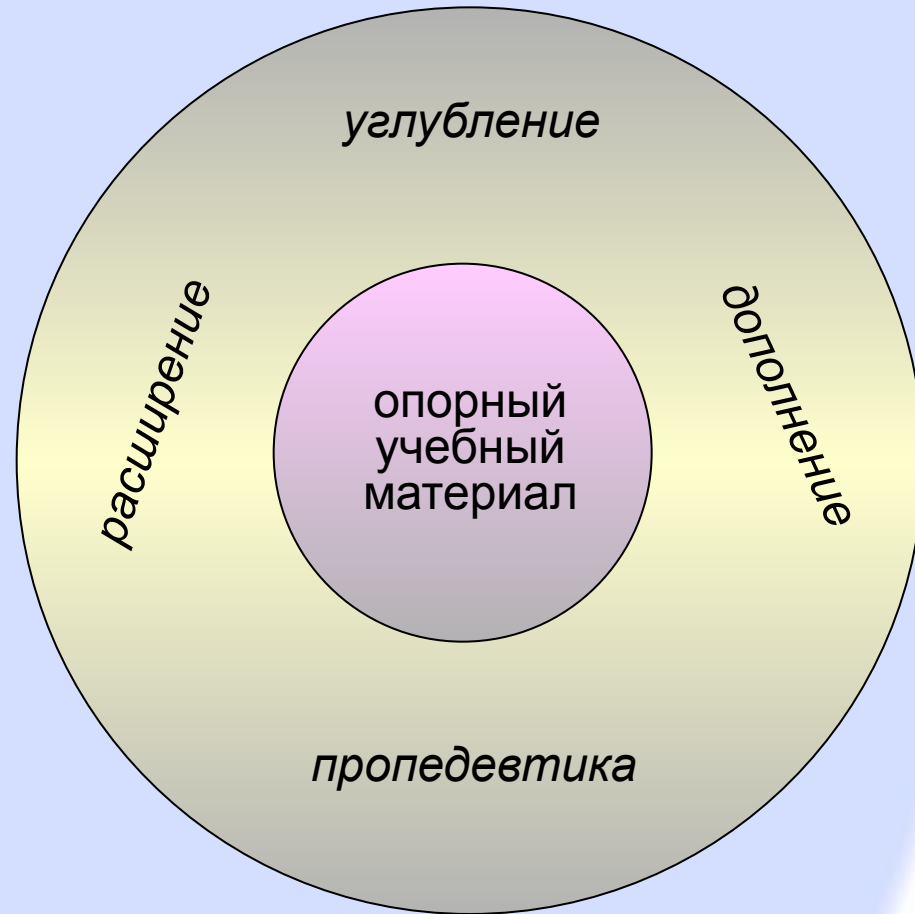 углубление
расширение
дополнение
опорный
учебный
материал
пропедевтика